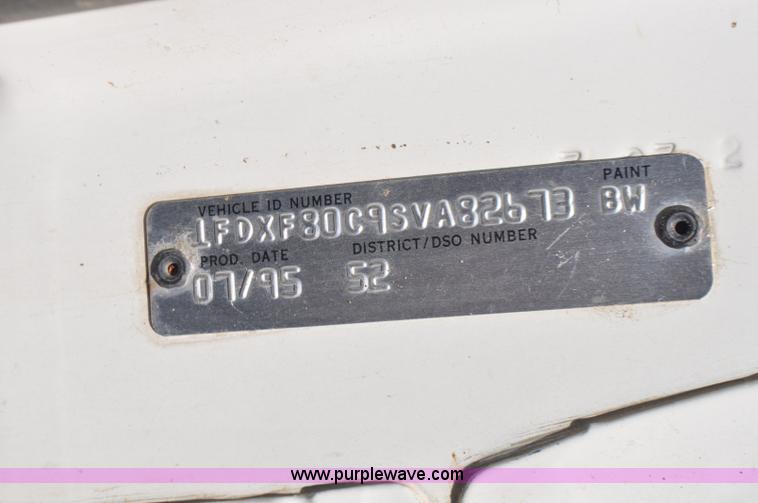 VEHICLE ID NUMBER PAINT
1FDXF80C9SVA82673 BW
PROD. DATE DISTRICT/DSO NUMBER
07/95 52
www.purplewave.com